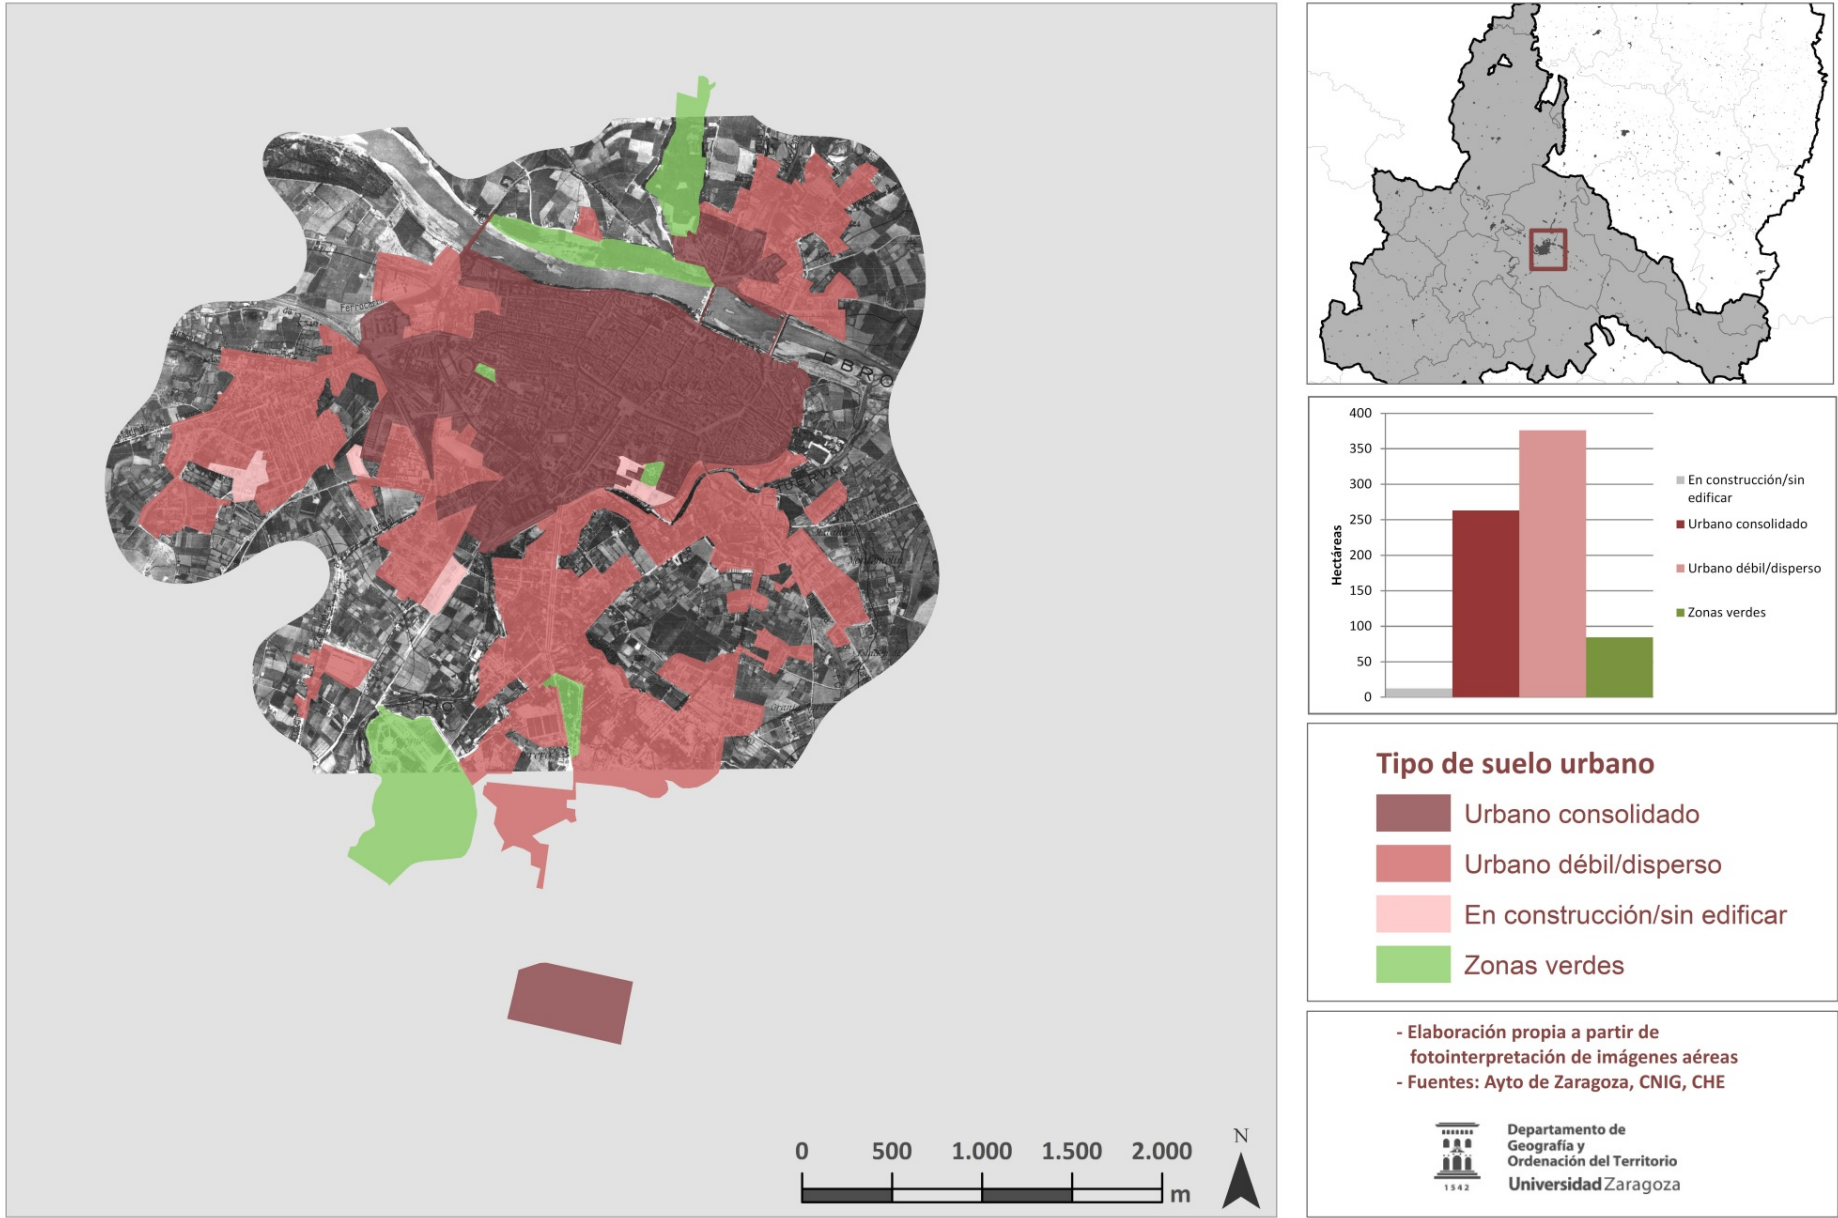 EBRO
HUERVA
RIO
0 500 1.000 1.500 2.000
m
N
400
350
300
250
200
150
100
50
0
Hectáreas
En construcción/sin
edificar
Urbano consolidado
Urbano débil/disperso
Zonas verdes
Tipo de suelo urbano
Urbano consolidado
Urbano débil/disperso
En construcción/sin edificar
Zonas verdes
- Elaboración propia a partir de
fotointerpretación de imágenes aéreas
- Fuentes: Ayto de Zaragoza, CNIG, CHE
1542
Departamento de
Geografía y
Ordenación del Territorio
Universidad Zaragoza